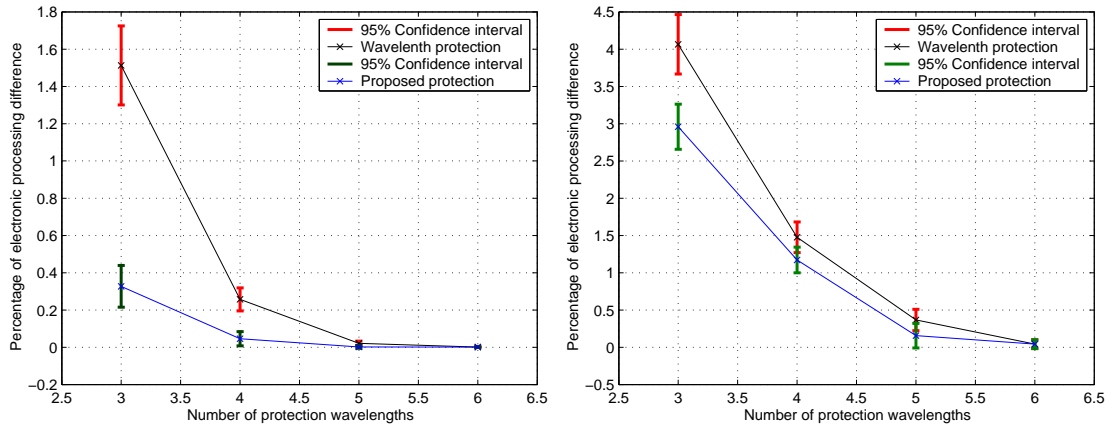 1.8
1.6
1.4
1.2
1
0.8
0.6
0.4
0.2
0
−0.2
2.5 3 3.5 4 4.5 5 5.5 6 6.5
Number of protection wavelengths
Percentage of electronic processing difference
95% Confidence interval
Wavelenth protection
95% Confidence interval
Proposed protection
4.5
4
3.5
3
2.5
2
1.5
1
0.5
0
−0.5
2.5 3 3.5 4 4.5 5 5.5 6 6.5
Number of protection wavelengths
Percentage of electronic processing difference
95% Confidence interval
Wavelenth protection
95% Confidence interval
Proposed protection